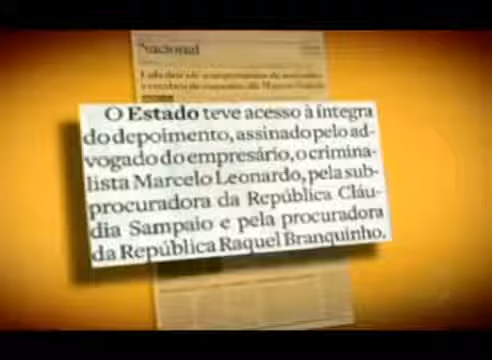 Nacional
O Estado teve acesso à íntegra
do depoimento, assinado pelo ad-
vogado do empresário, o crimina-
lista Marcelo Leonardo, pela sub-
procuradora da República Cláu-
dia Sampaio e pela procuradora
da República Raquel Branquinho.